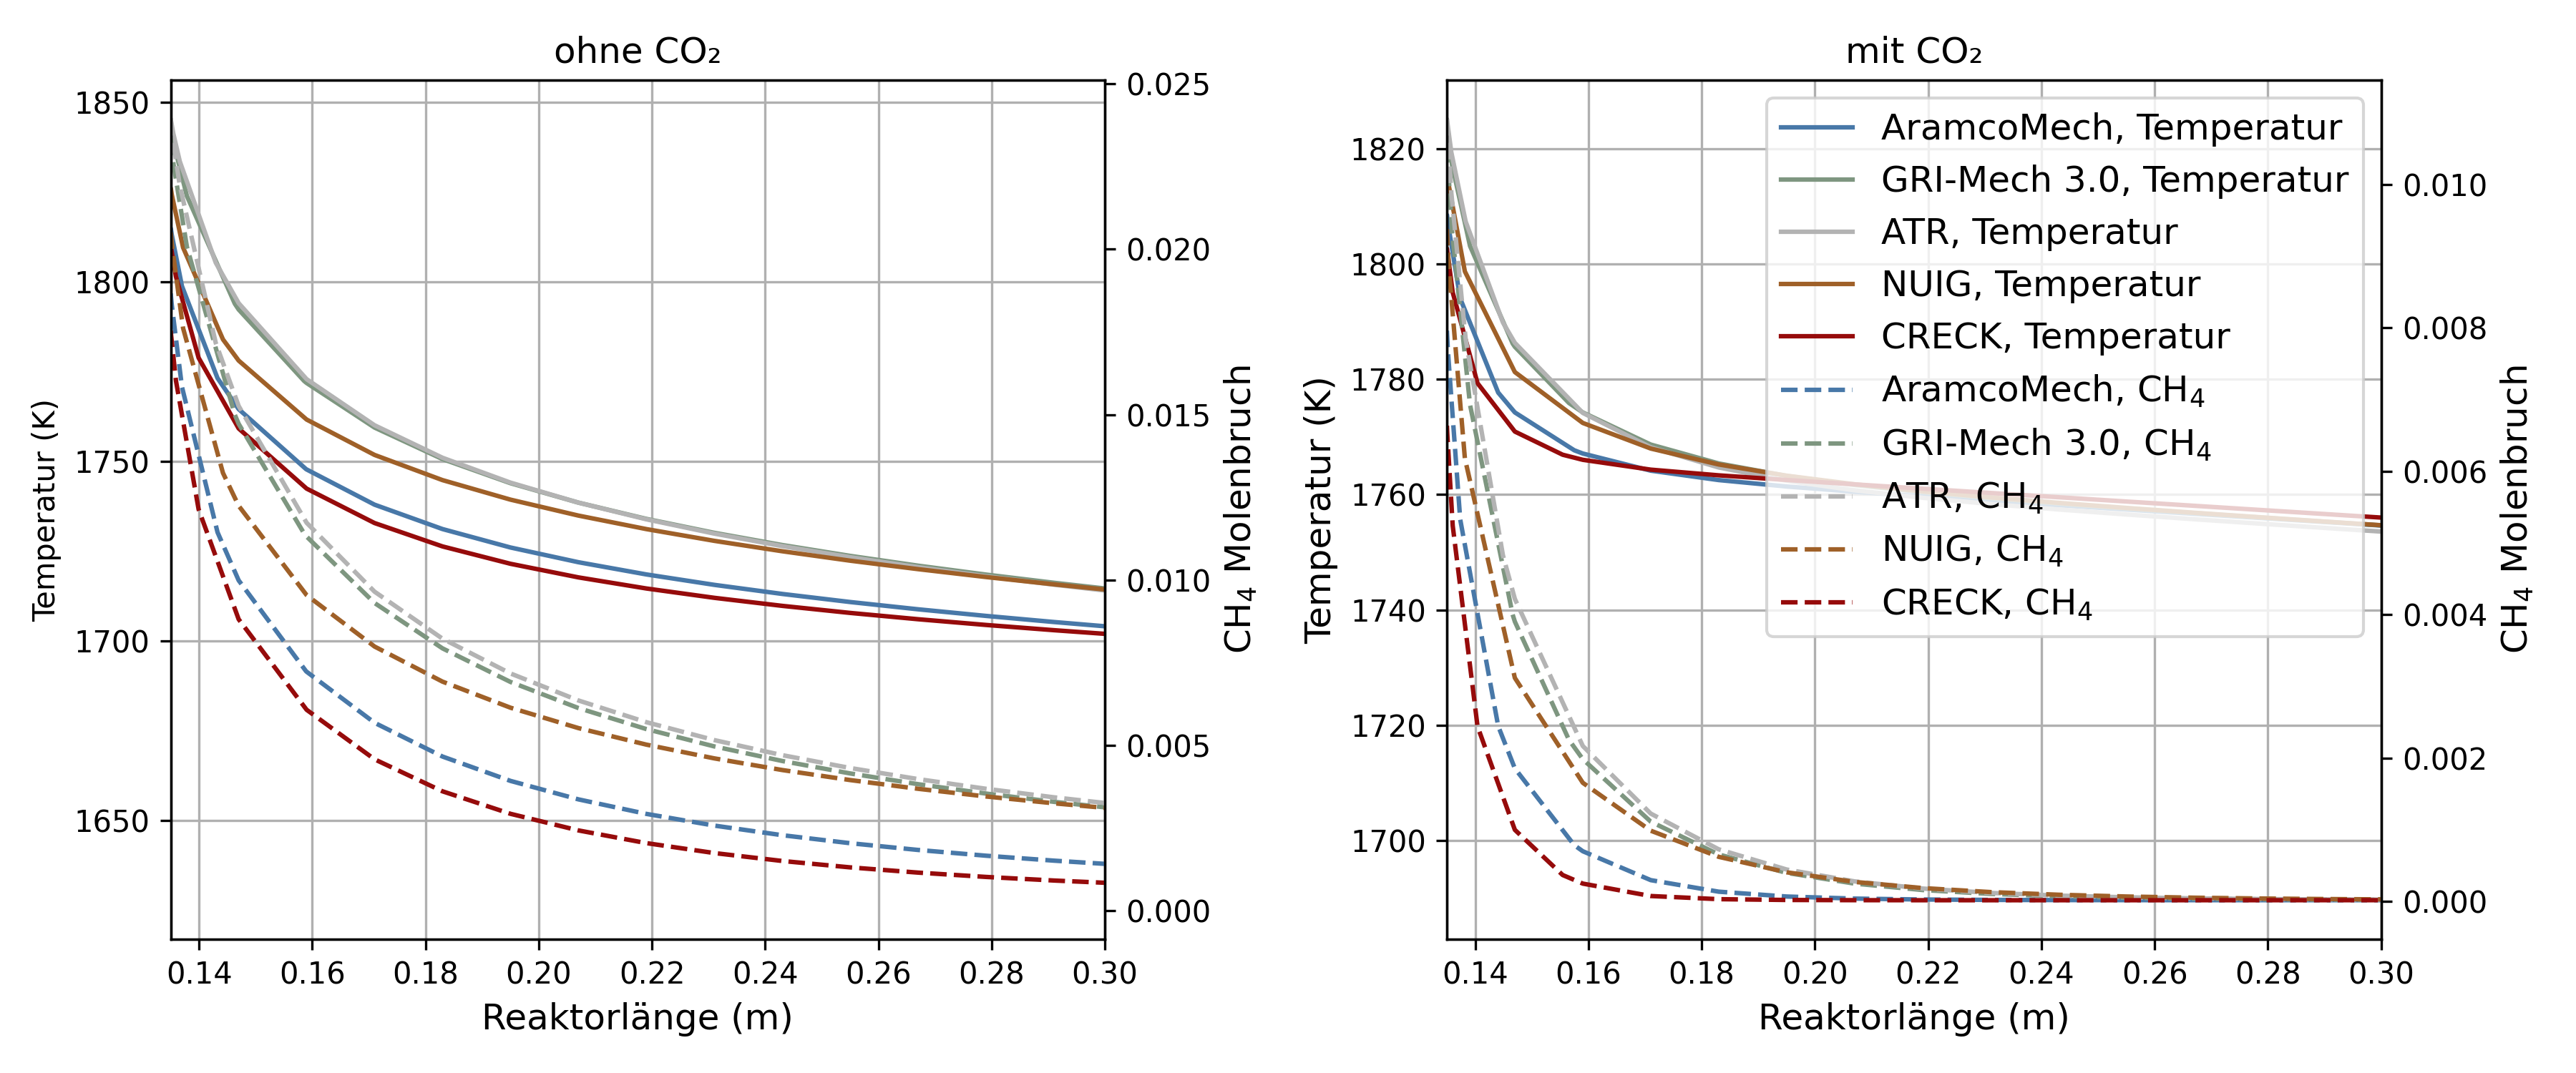 ohne CO₂
1850
1800
1750
1700
1650
Temperatur (K)
0.025
0.020
0.015
0.010
0.005
0.000
CH₄ Molenbruch
0.14 0.16 0.18 0.20 0.22 0.24 0.26 0.28 0.30
Reaktorlänge (m)
mit CO₂
1820
1800
1780
1760
1740
1720
1700
Temperatur (K)
AramcoMech, Temperatur
GRI-Mech 3.0, Temperatur
ATR, Temperatur
NUIG, Temperatur
CRECK, Temperatur
AramcoMech, CH₄
GRI-Mech 3.0, CH₄
ATR, CH₄
NUIG, CH₄
CRECK, CH₄
0.010
0.008
0.006
0.004
0.002
0.000
CH₄ Molenbruch
0.14 0.16 0.18 0.20 0.22 0.24 0.26 0.28 0.30
Reaktorlänge (m)